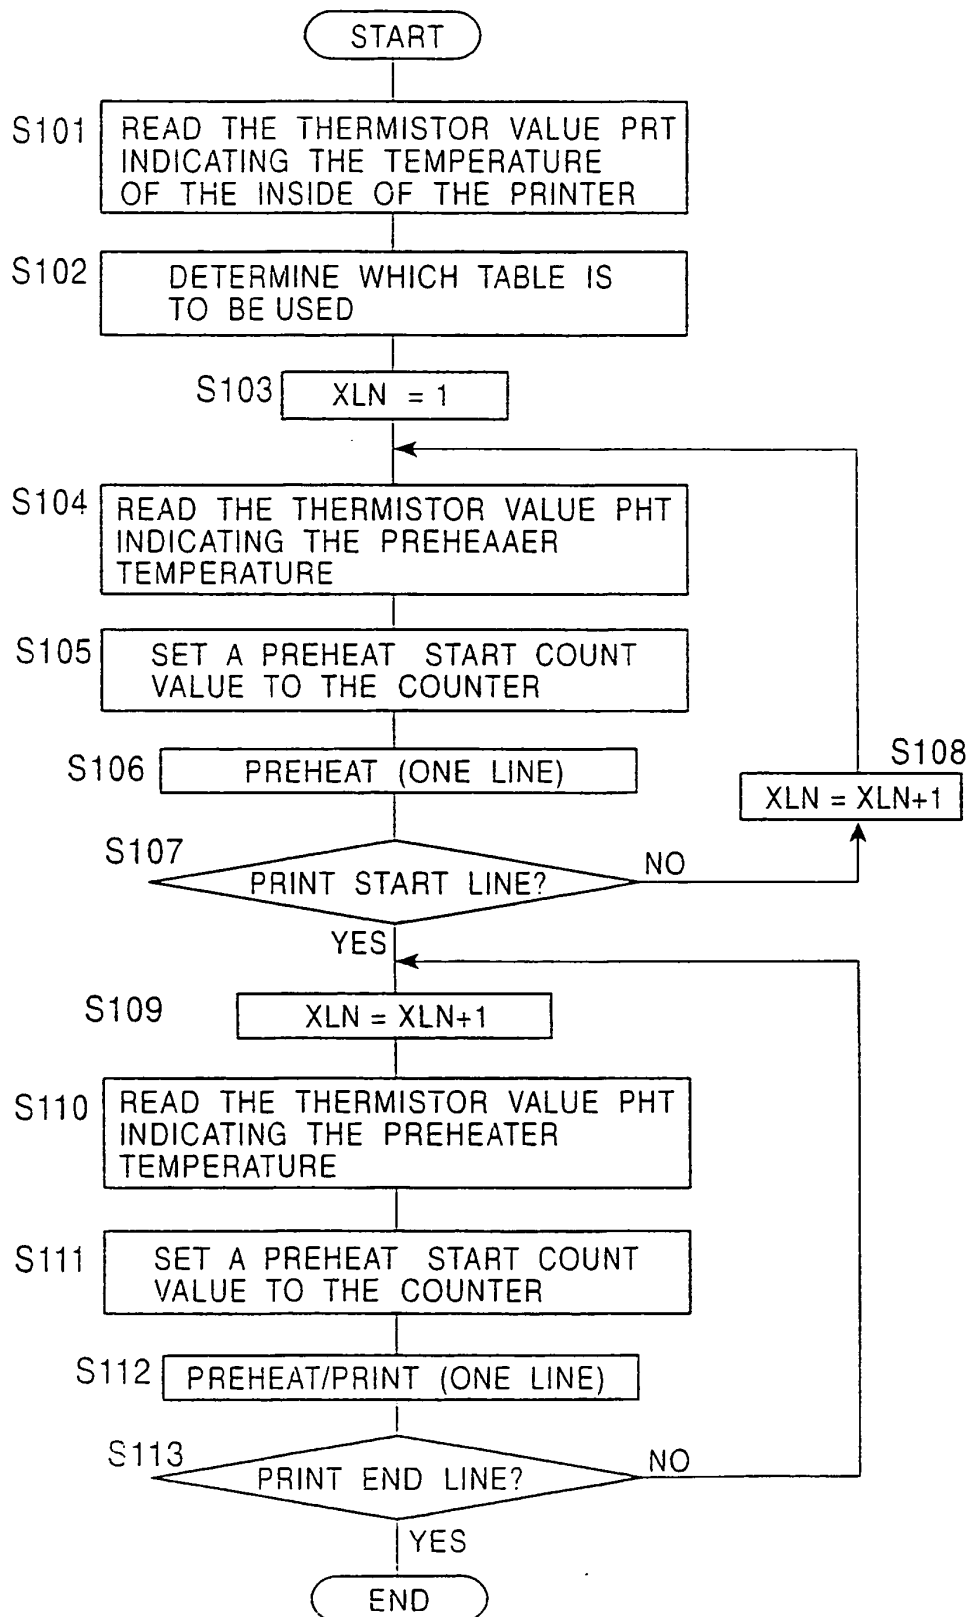 START
S101
READ THE THERMISTOR VALUE PRT
INDICATING THE TEMPERATURE
OF THE INSIDE OF THE PRINTER
S102
DETERMINE WHICH TABLE IS
TO BE USED
S103
XLN = 1
S104
READ THE THERMISTOR VALUE PHT
INDICATING THE PREHEAAER
TEMPERATURE
S105
SET A PREHEAT START COUNT
VALUE TO THE COUNTER
S106
PREHEAT (ONE LINE)
S108
XLN = XLN+1
S107
PRINT START LINE?
NO
YES
S109
XLN = XLN+1
S110
READ THE THERMISTOR VALUE PHT
INDICATING THE PREHEATER
TEMPERATURE
S111
SET A PREHEAT START COUNT
VALUE TO THE COUNTER
S112
PREHEAT/PRINT (ONE LINE)
S113
PRINT END LINE?
NO
YES
END